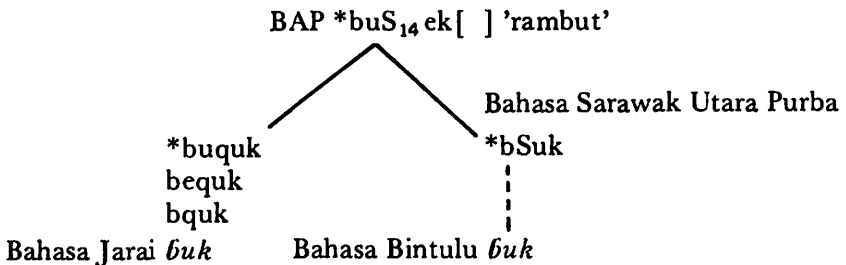 BAP *buS₁₄ek[ ] 'rambut'
Bahasa Sarawak Utara Purba
*buquk *bSuk
bequk
bquk
Bahasa Jarai ɓuk Bahasa Bintulu ɓuk